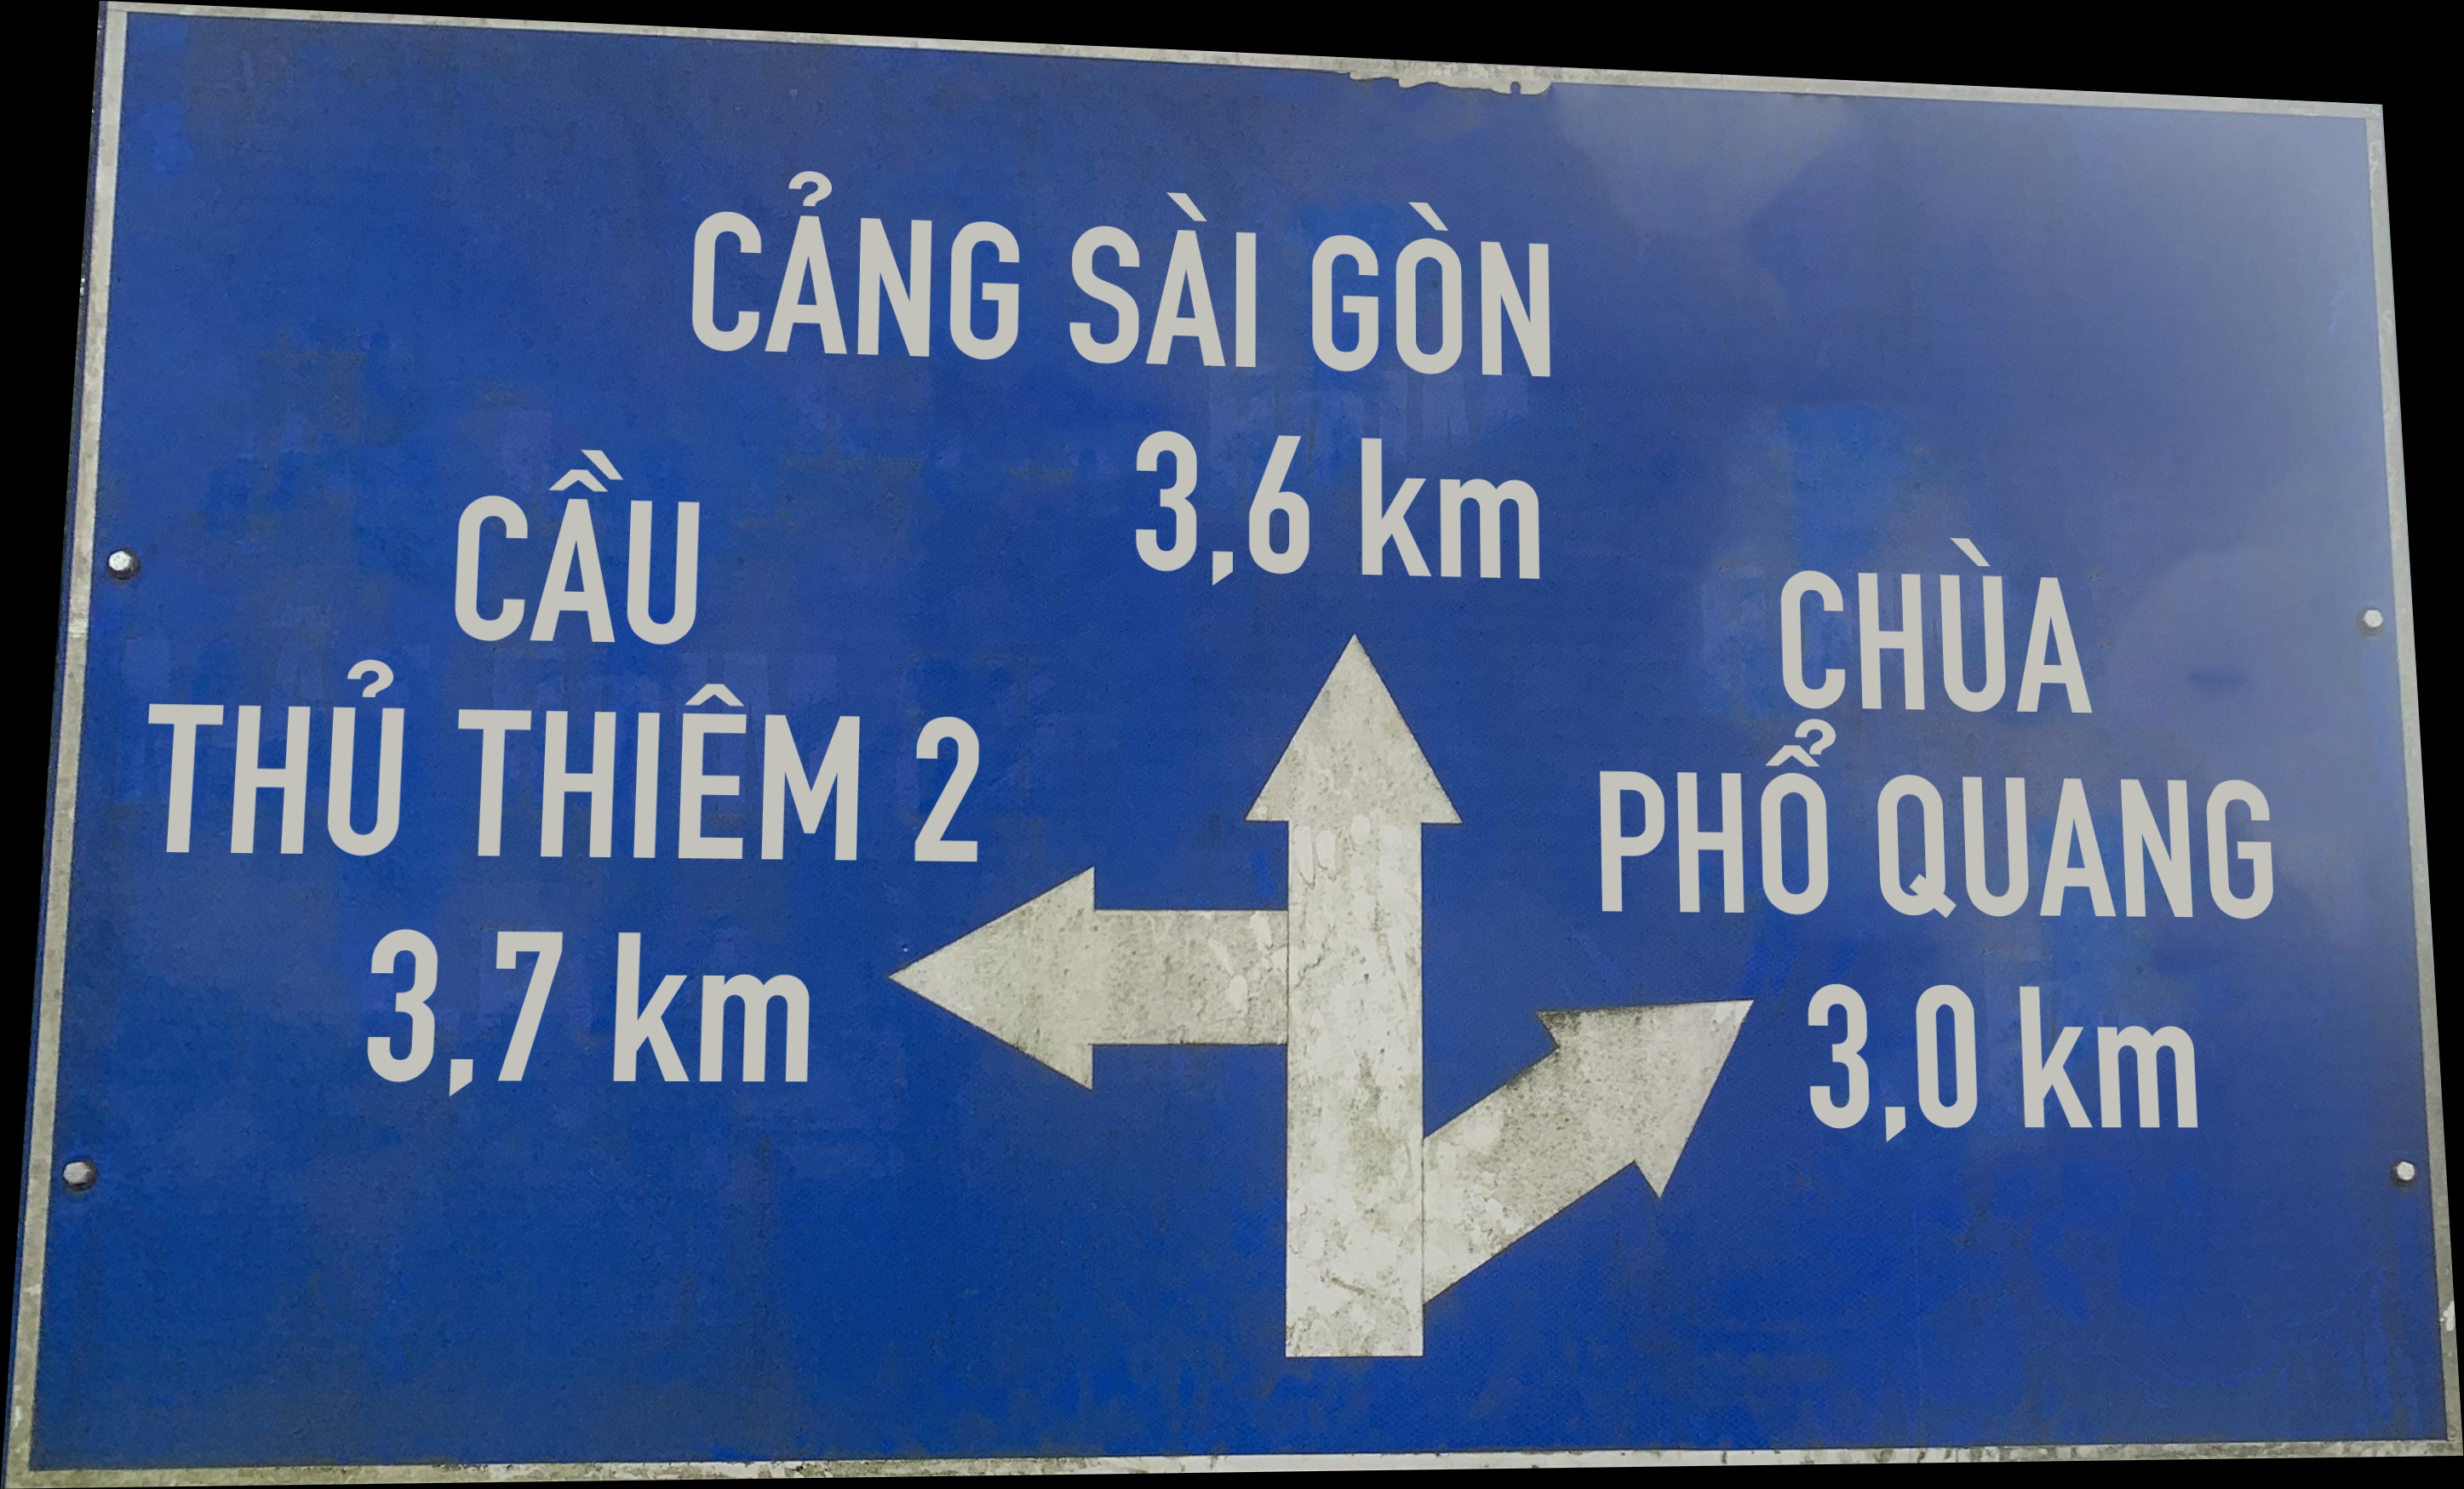 CẢNG SÀI GÒN
3,6 km
CẦU
THỦ THIÊM 2
3,7 km
CHÙA
PHỔ QUANG
3,0 km